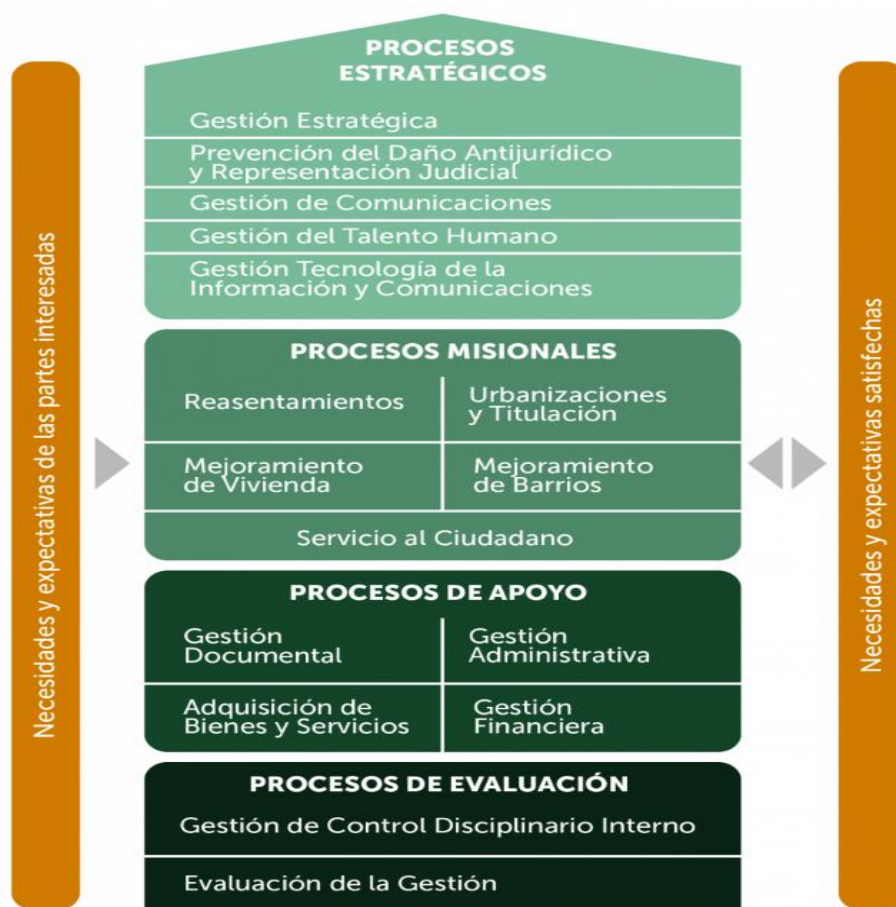 Necesidades y expectativas de las partes interesadas
PROCESOS
ESTRATÉGICOS
Gestión Estratégica
Prevención del Daño Antijurídico
y Representación Judicial
Gestión de Comunicaciones
Gestión del Talento Humano
Gestión Tecnología de la
Información y Comunicaciones
PROCESOS MISIONALES
Reasentamientos
Urbanizaciones
y Titulación
Mejoramiento
de Vivienda
Mejoramiento
de Barrios
Servicio al Ciudadano
PROCESOS DE APOYO
Gestión
Documental
Gestión
Administrativa
Adquisición de
Bienes y Servicios
Gestión
Financiera
PROCESOS DE EVALUACIÓN
Gestión de Control Disciplinario Interno
Evaluación de la Gestión
Necesidades y expectativas satisfechas